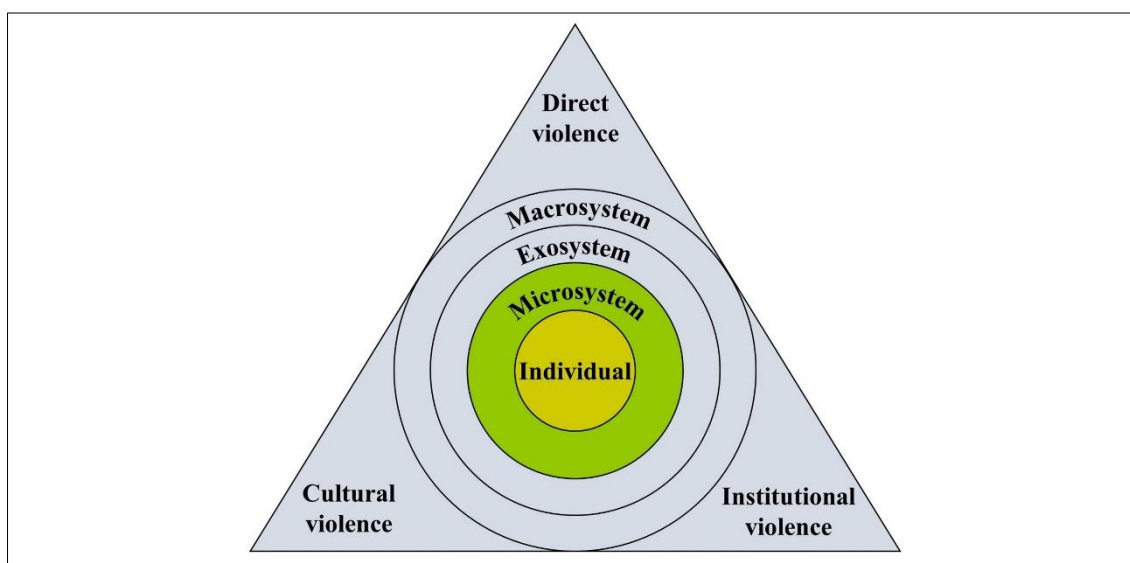 Direct
violence
Macrosystem
Exosystem
Microsystem
Individual
Cultural
violence
Institutional
violence